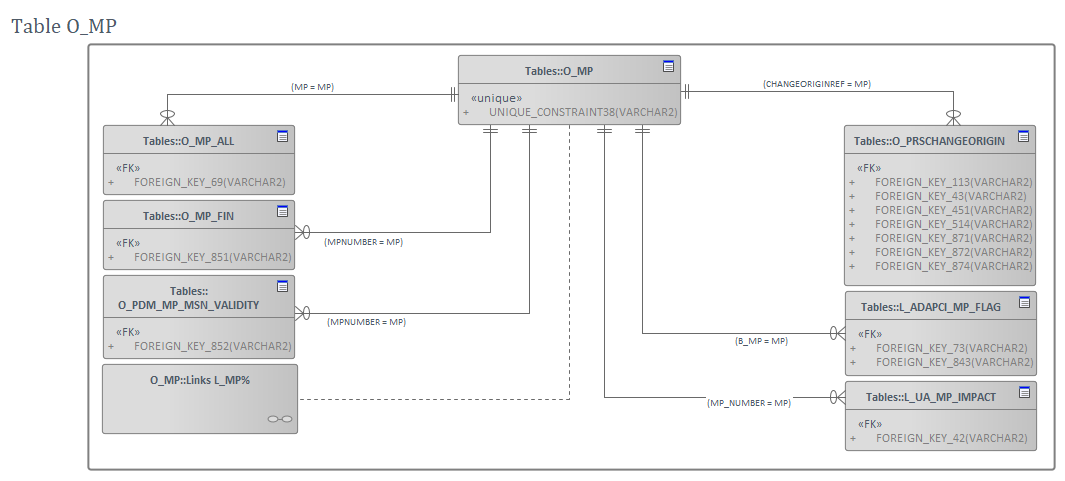 Table O_MP
Tables::O_MP
«unique»
+ UNIQUE_CONSTRAINT38(VARCHAR2)
(MP = MP)
(CHANGEORIGINREF = MP)
Tables::O_MP_ALL
«FK»
+ FOREIGN_KEY_69(VARCHAR2)
Tables::O_MP_FIN
«FK»
+ FOREIGN_KEY_851(VARCHAR2)
(MPNUMBER = MP)
Tables::
O_PDM_MP_MSN_VALIDITY
«FK»
+ FOREIGN_KEY_852(VARCHAR2)
(MPNUMBER = MP)
O_MP::Links L_MP%
Tables::O_PRSCHANGEORIGIN
«FK»
+ FOREIGN_KEY_113(VARCHAR2)
+ FOREIGN_KEY_43(VARCHAR2)
+ FOREIGN_KEY_451(VARCHAR2)
+ FOREIGN_KEY_514(VARCHAR2)
+ FOREIGN_KEY_871(VARCHAR2)
+ FOREIGN_KEY_872(VARCHAR2)
+ FOREIGN_KEY_874(VARCHAR2)
Tables::L_ADAPCI_MP_FLAG
«FK»
+ FOREIGN_KEY_73(VARCHAR2)
+ FOREIGN_KEY_843(VARCHAR2)
(B_MP = MP)
Tables::L_UA_MP_IMPACT
«FK»
+ FOREIGN_KEY_42(VARCHAR2)
(MP_NUMBER = MP)